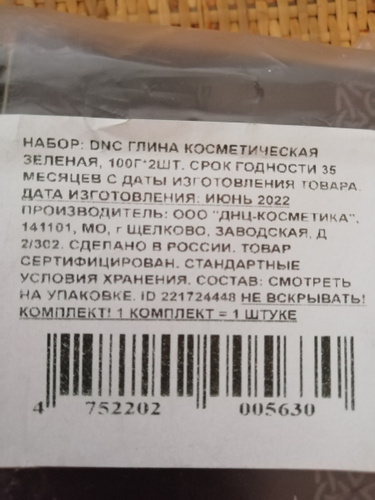 НАБОР: DNC ГЛИНА КОСМЕТИЧЕСКАЯ
ЗЕЛЕНАЯ, 100Г*2ШТ. СРОК ГОДНОСТИ 35
МЕСЯЦЕВ С ДАТЫ ИЗГОТОВЛЕНИЯ ТОВАРА.
ДАТА ИЗГОТОВЛЕНИЯ: ИЮНЬ 2022
ПРОИЗВОДИТЕЛЬ: ООО "ДНЦ-КОСМЕТИКА",
141101, МО, г ЩЕЛКОВО, ЗАВОДСКАЯ, Д
2/302. СДЕЛАНО В РОССИИ. ТОВАР
СЕРТИФИЦИРОВАН. СТАНДАРТНЫЕ
УСЛОВИЯ ХРАНЕНИЯ. СОСТАВ: СМОТРЕТЬ
НА УПАКОВКЕ. ID 221724448 НЕ ВСКРЫВАТЬ!
КОМПЛЕКТ! 1 КОМПЛЕКТ = 1 ШТУКЕ
4 752202 005630